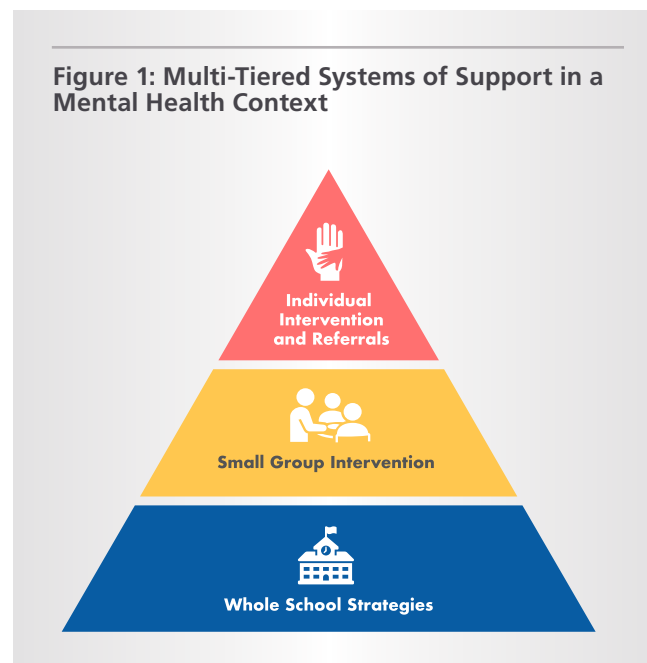 Figure 1: Multi-Tiered Systems of Support in a
Mental Health Context
Individual
Intervention
and Referrals
Small Group Intervention
Whole School Strategies